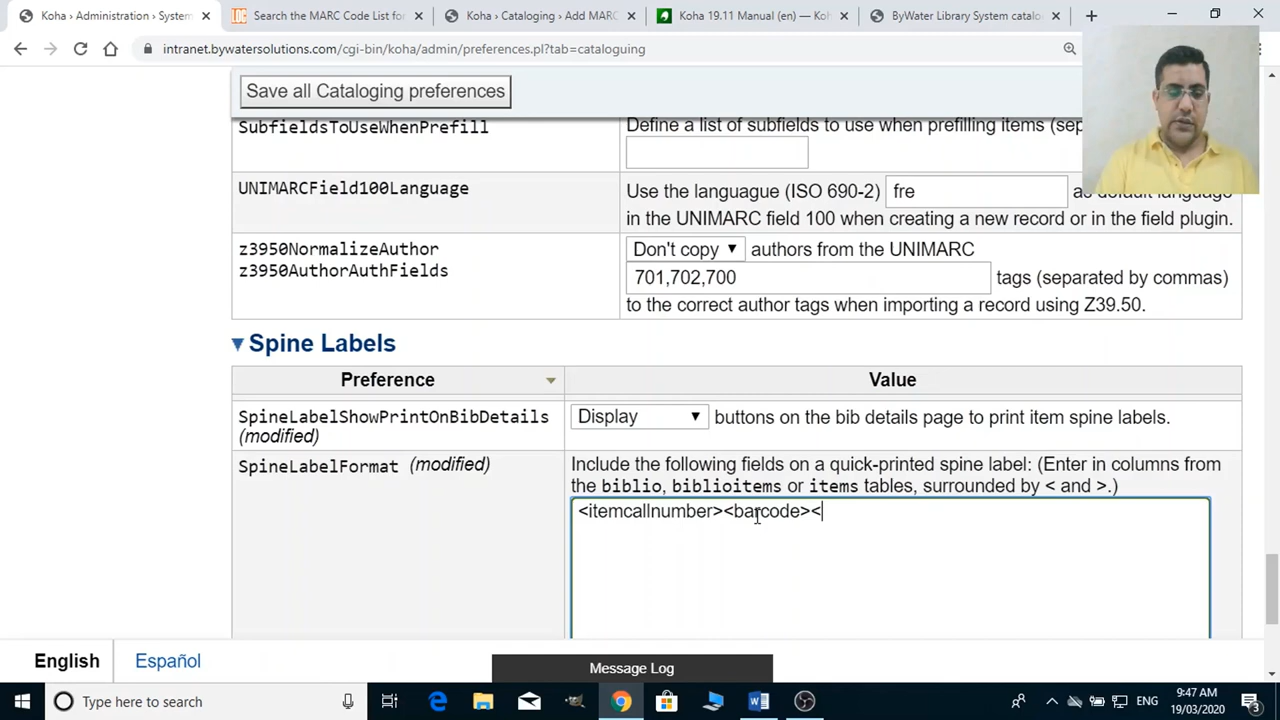 Koha › Administration › System
Search the MARC Code List for
Koha › Cataloging › Add MARC
Koha 19.11 Manual (en) — Koh
ByWater Library System catalo
intranet.bywatersolutions.com/cgi-bin/koha/admin/preferences.pl?tab=cataloguing
Save all Cataloging preferences
SubfieldsToUseWhenPrefill
Define a list of subfields to use when prefilling items (sep
UNIMARCField100Language
Use the languague (ISO 690-2) fre as default language
in the UNIMARC field 100 when creating a new record or in the field plugin.
z3950NormalizeAuthor
z3950AuthorAuthFields
Don't copy authors from the UNIMARC
701,702,700 tags (separated by commas)
to the correct author tags when importing a record using Z39.50.
Spine Labels
Preference Value
SpineLabelShowPrintOnBibDetails
(modified)
Display buttons on the bib details page to print item spine labels.
SpineLabelFormat (modified)
Include the following fields on a quick-printed spine label: (Enter in columns from
the biblio, biblioitems or items tables, surrounded by < and >.)
<itemcallnumber><barcode><
English Español
Message Log
Type here to search
ENG
9:47 AM
19/03/2020
3